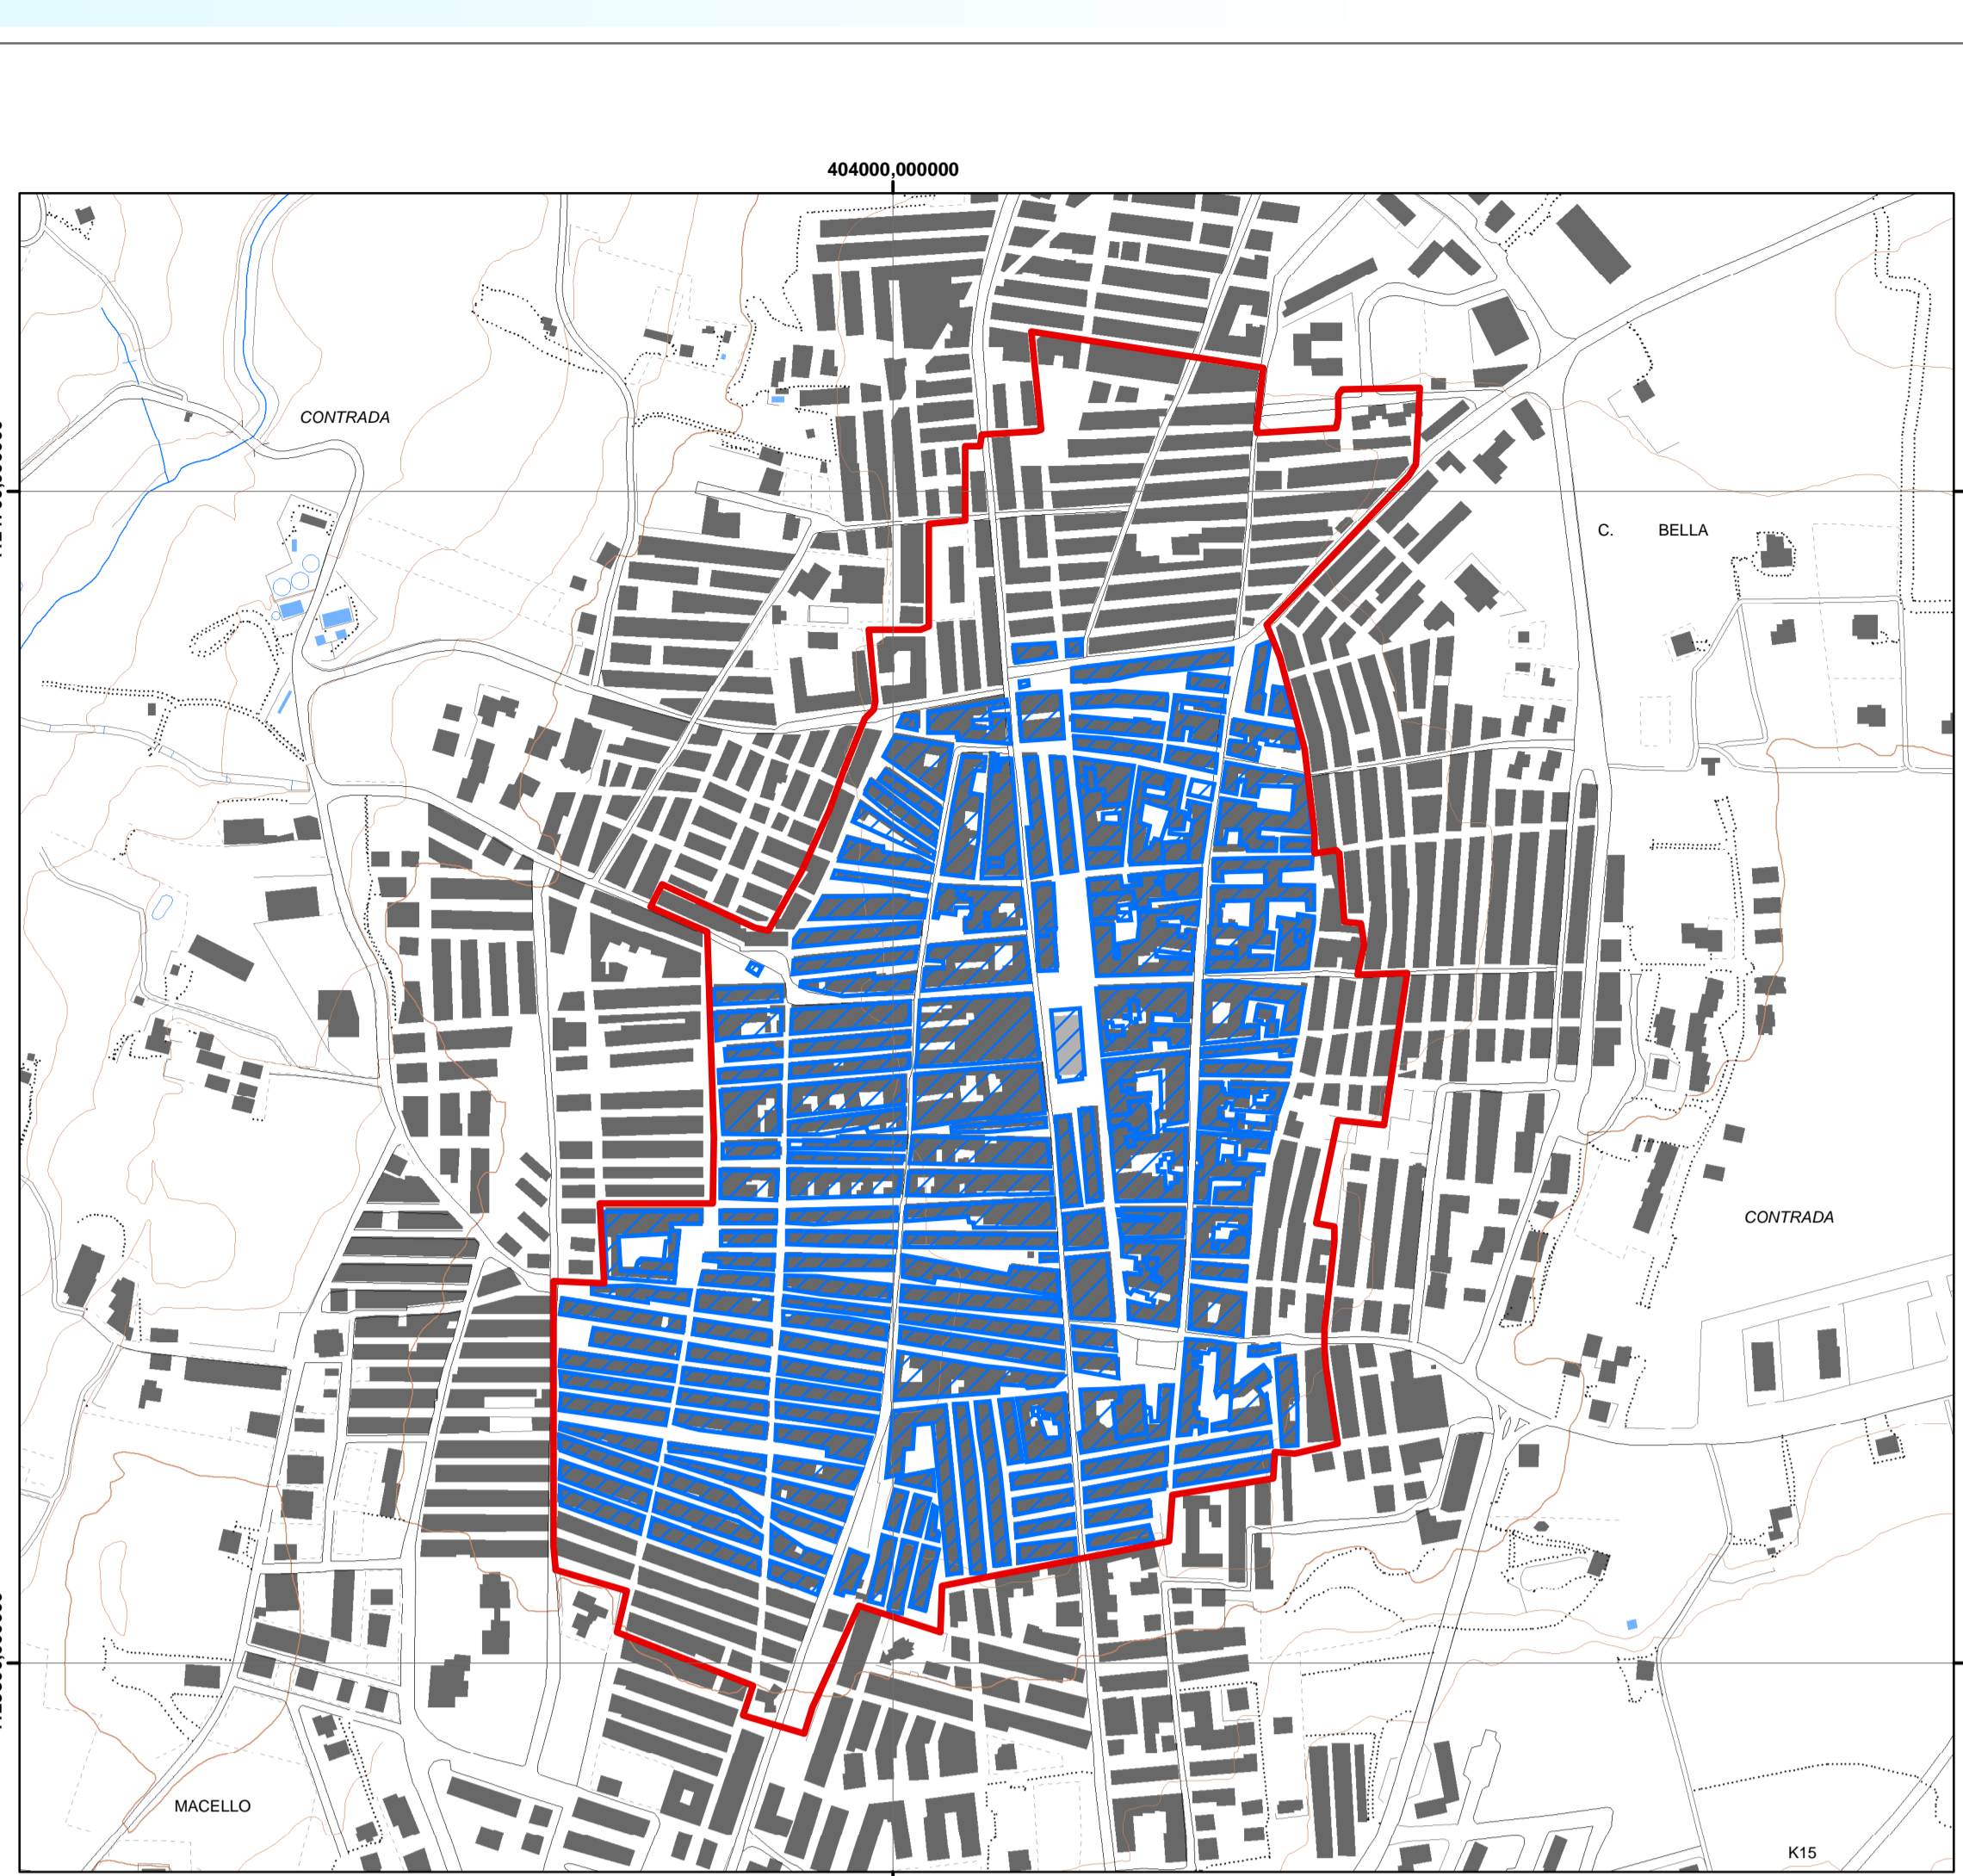 404000,000000
CONTRADA
C. BELLA
CONTRADA
MACELLO
K15